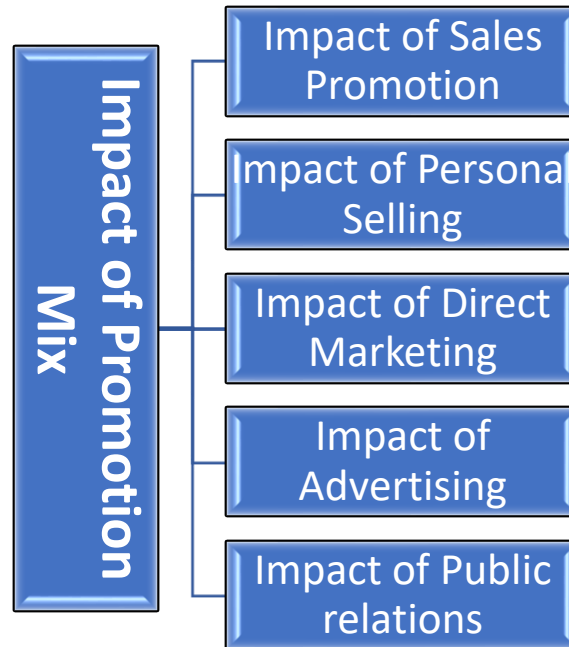 Impact of Promotion
Mix
Impact of Sales
Promotion
Impact of Personal
Selling
Impact of Direct
Marketing
Impact of
Advertising
Impact of Public
relations